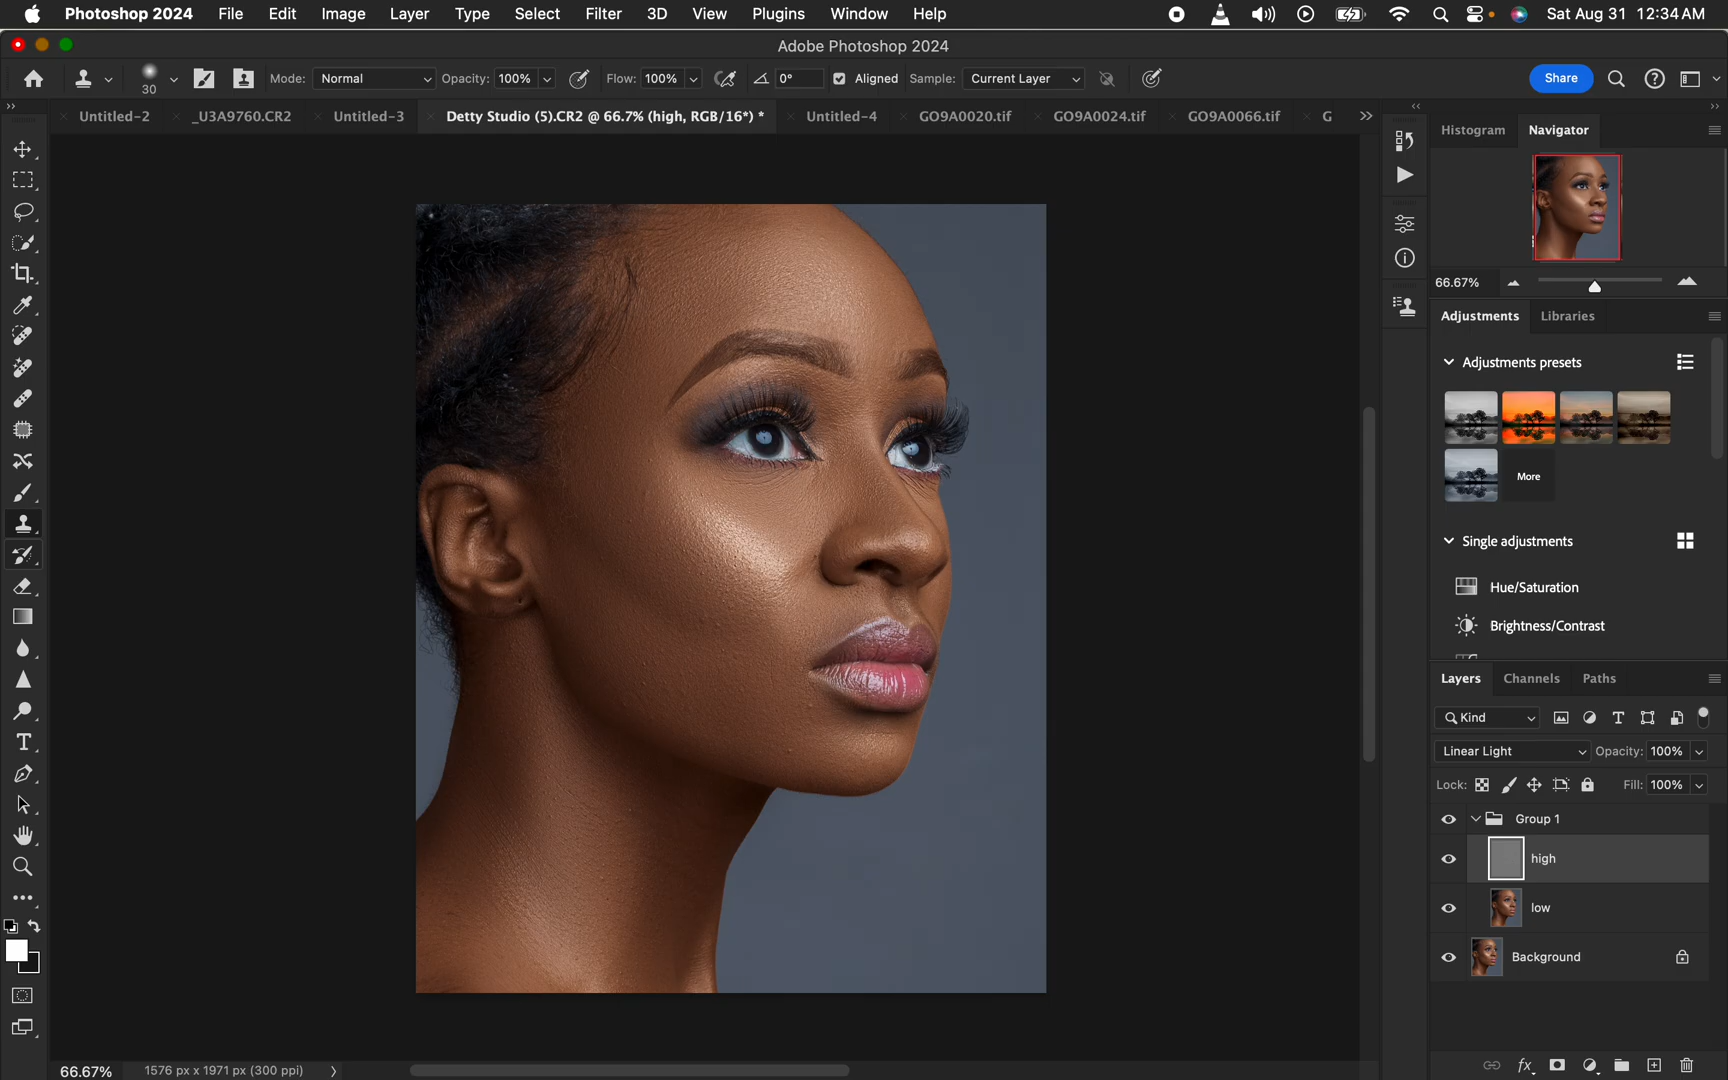 Photoshop 2024 File Edit Image Layer Type Select Filter 3D View Plugins Window Help Sat Aug 31 12:34 AM
Adobe Photoshop 2024
30 Mode: Normal Opacity: 100% Flow: 100% 0° Aligned Sample: Current Layer Share
Untitled-2 _U3A9760.CR2 Untitled-3 Detty Studio (5).CR2 @ 66.7% (high, RGB/16*) * Untitled-4 GO9A0020.tif GO9A0024.tif GO9A0066.tif G
Histogram Navigator
66.67%
Adjustments Libraries
Adjustments presets
More
Single adjustments
Hue/Saturation
Brightness/Contrast
Layers Channels Paths
Kind
Linear Light Opacity: 100%
Lock: Fill: 100%
Group 1
high
low
Background
66.67% 1576 px x 1971 px (300 ppi)